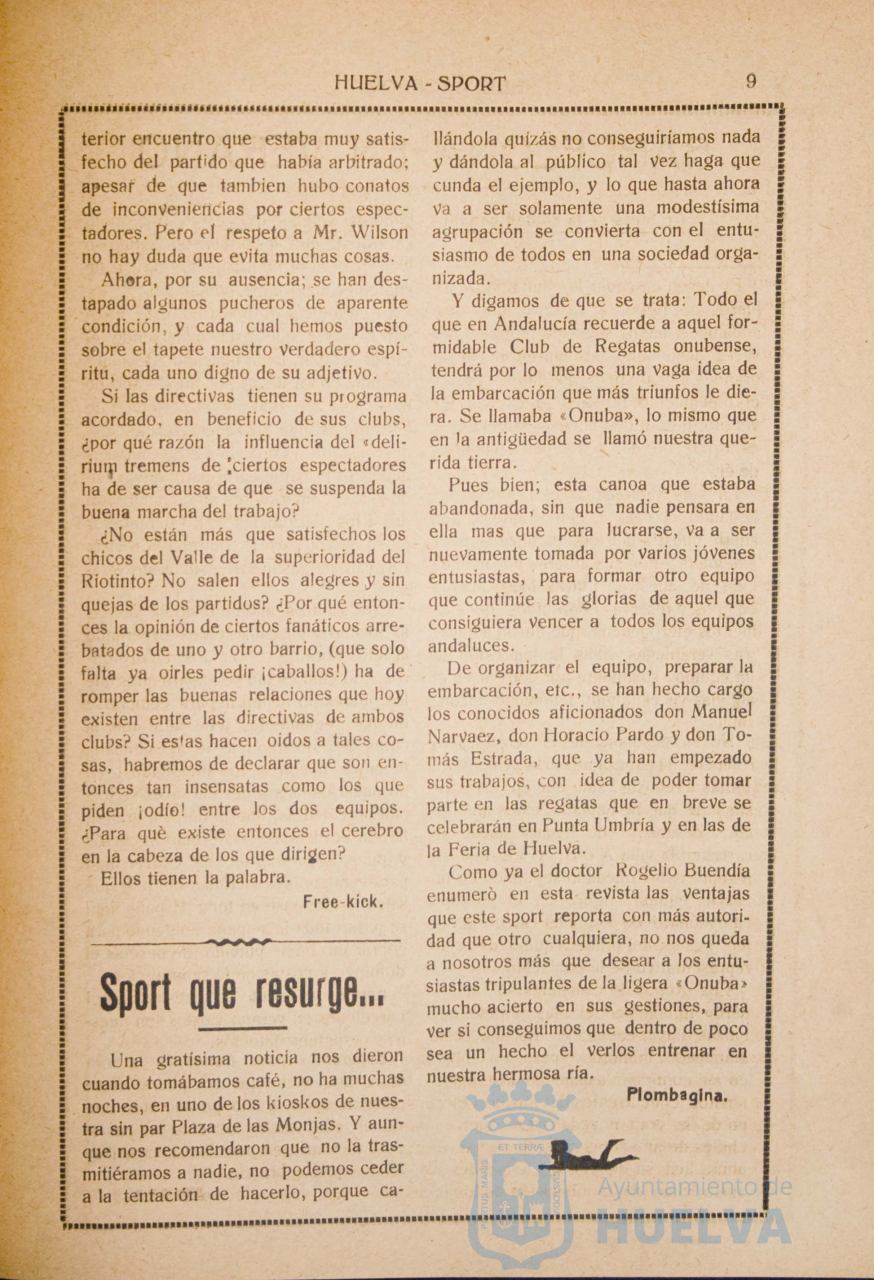 HUELVA - SPORT
9
terior encuentro que estaba muy satis-
fecho del partido que había arbitrado;
apesar de que tambien hubo conatos
de inconveniencias por ciertos espec-
tadores. Pero el respeto a Mr. Wilson
no hay duda que evita muchas cosas.
Ahora, por su ausencia; se han des-
tapado algunos pucheros de aparente
condición, y cada cual hemos puesto
sobre el tapete nuestro verdadero espí-
ritu, cada uno digno de su adjetivo.
Si las directivas tienen su programa
acordado, en beneficio de sus clubs,
¿por qué razón la influencia del «deli-
rium tremens de ciertos espectadores
ha de ser causa de que se suspenda la
buena marcha del trabajo?
¿No están más que satisfechos los
chicos del Valle de la superioridad del
Riotinto? No salen ellos alegres y sin
quejas de los partidos? ¿Por qué enton-
ces la opinión de ciertos fanáticos arre-
batados de uno y otro barrio, (que solo
falta ya oirles pedir ¡caballos!) ha de
romper las buenas relaciones que hoy
existen entre las directivas de ambos
clubs? Si estas hacen oidos a tales co-
sas, habremos de declarar que son en-
tonces tan insensatas como los que
piden ¡odio! entre los dos equipos.
¿Para què existe entonces el cerebro
en la cabeza de los que dirigen?
Ellos tienen la palabra.
Free-kick.
Sport que resurge...
Una gratísima noticia nos dieron
cuando tomábamos café, no ha muchas
noches, en uno de los kioskos de nues-
tra sin par Plaza de las Monjas. Y aun-
que nos recomendaron que no la tras-
mitiéramos a nadie, no podemos ceder
a la tentación de hacerlo, porque ca-
llándola quizás no conseguiríamos nada
y dándola al público tal vez haga que
cunda el ejemplo, y lo que hasta ahora
va a ser solamente una modestísima
agrupación se convierta con el entu-
siasmo de todos en una sociedad orga-
nizada.
Y digamos de que se trata: Todo el
que en Andalucía recuerde a aquel for-
midable Club de Regatas onubense,
tendrá por lo menos una vaga idea de
la embarcación que más triunfos le die-
ra. Se llamaba «Onuba», lo mismo que
en la antigüedad se llamó nuestra que-
rida tierra.
Pues bien; esta canoa que estaba
abandonada, sin que nadie pensara en
ella mas que para lucrarse, va a ser
nuevamente tomada por varios jóvenes
entusiastas, para formar otro equipo
que continúe las glorias de aquel que
consiguiera vencer a todos los equipos
andaluces.
De organizar el equipo, preparar la
embarcación, etc., se han hecho cargo
los conocidos aficionados don Manuel
Narvaez, don Horacio Pardo y don To-
más Estrada, que ya han empezado
sus trabajos, con idea de poder tomar
parte en las regatas que en breve se
celebrarán en Punta Umbría y en las de
la Feria de Huelva.
Como ya el doctor Rogelio Buendía
enumerò en esta revista las ventajas
que este sport reporta con más autori-
dad que otro cualquiera, no nos queda
a nosotros más que desear a los entu-
siastas tripulantes de la ligera «Onuba»
mucho acierto en sus gestiones, para
ver si conseguimos que dentro de poco
sea un hecho el verlos entrenar en
nuestra hermosa ría.
Plombagina.
ET TERRÆ
Ayuntamiento de
HUELVA